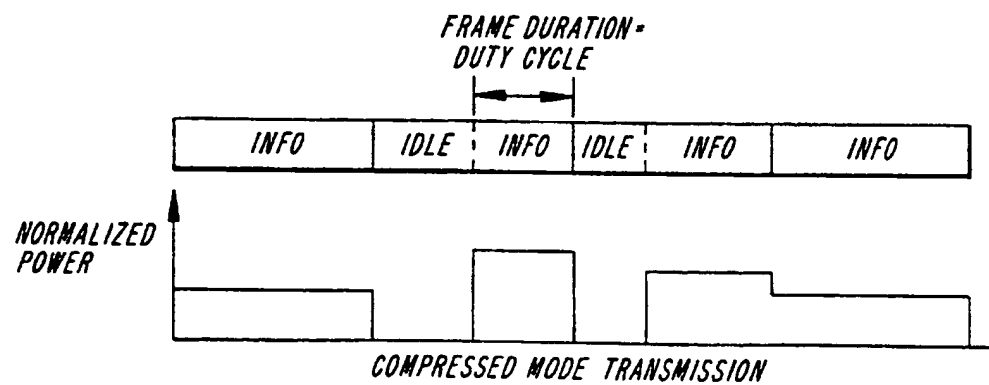 FRAME DURATION=
DUTY CYCLE
INFO IDLE INFO IDLE INFO INFO
NORMALIZED
POWER
COMPRESSED MODE TRANSMISSION